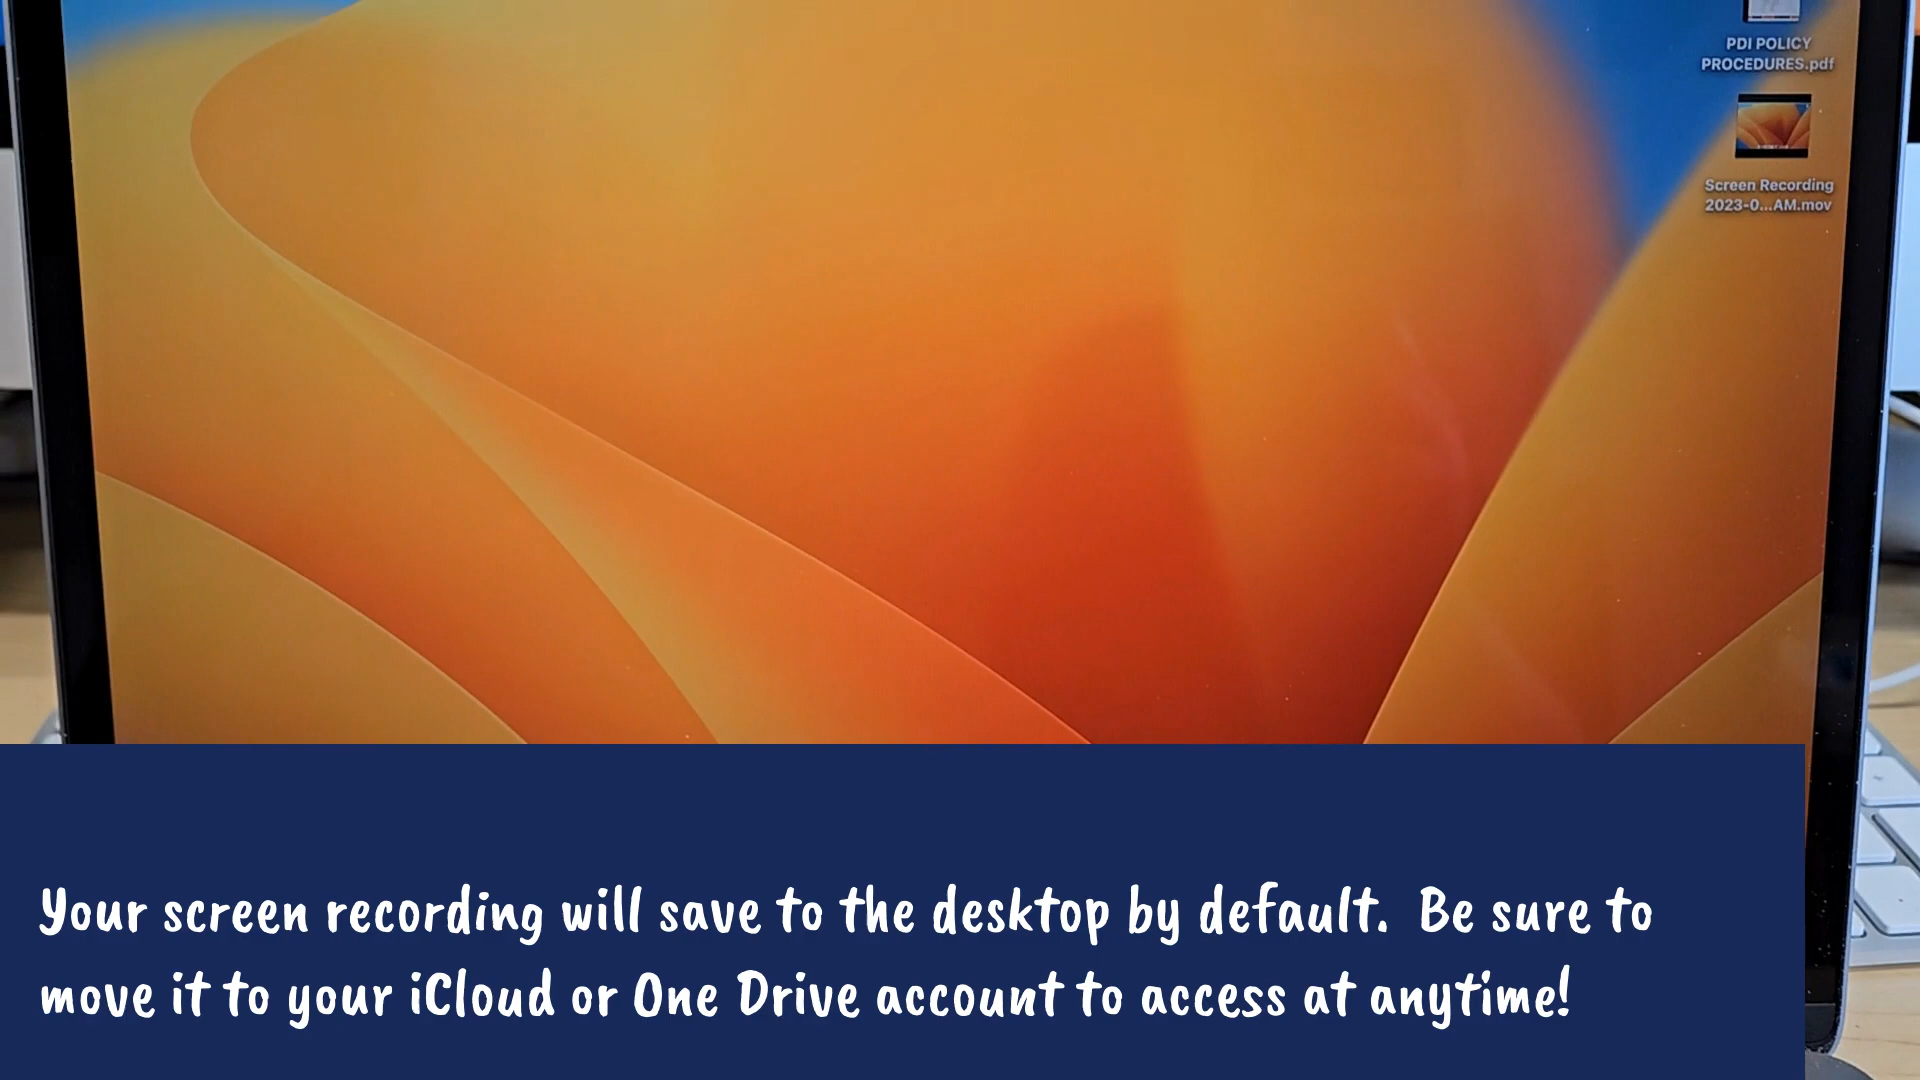 PDI POLICY
PROCEDURES.pdf
Screen Recording
2023-0...AM.mov
Your screen recording will save to the desktop by default. Be sure to
move it to your iCloud or One Drive account to access at anytime!